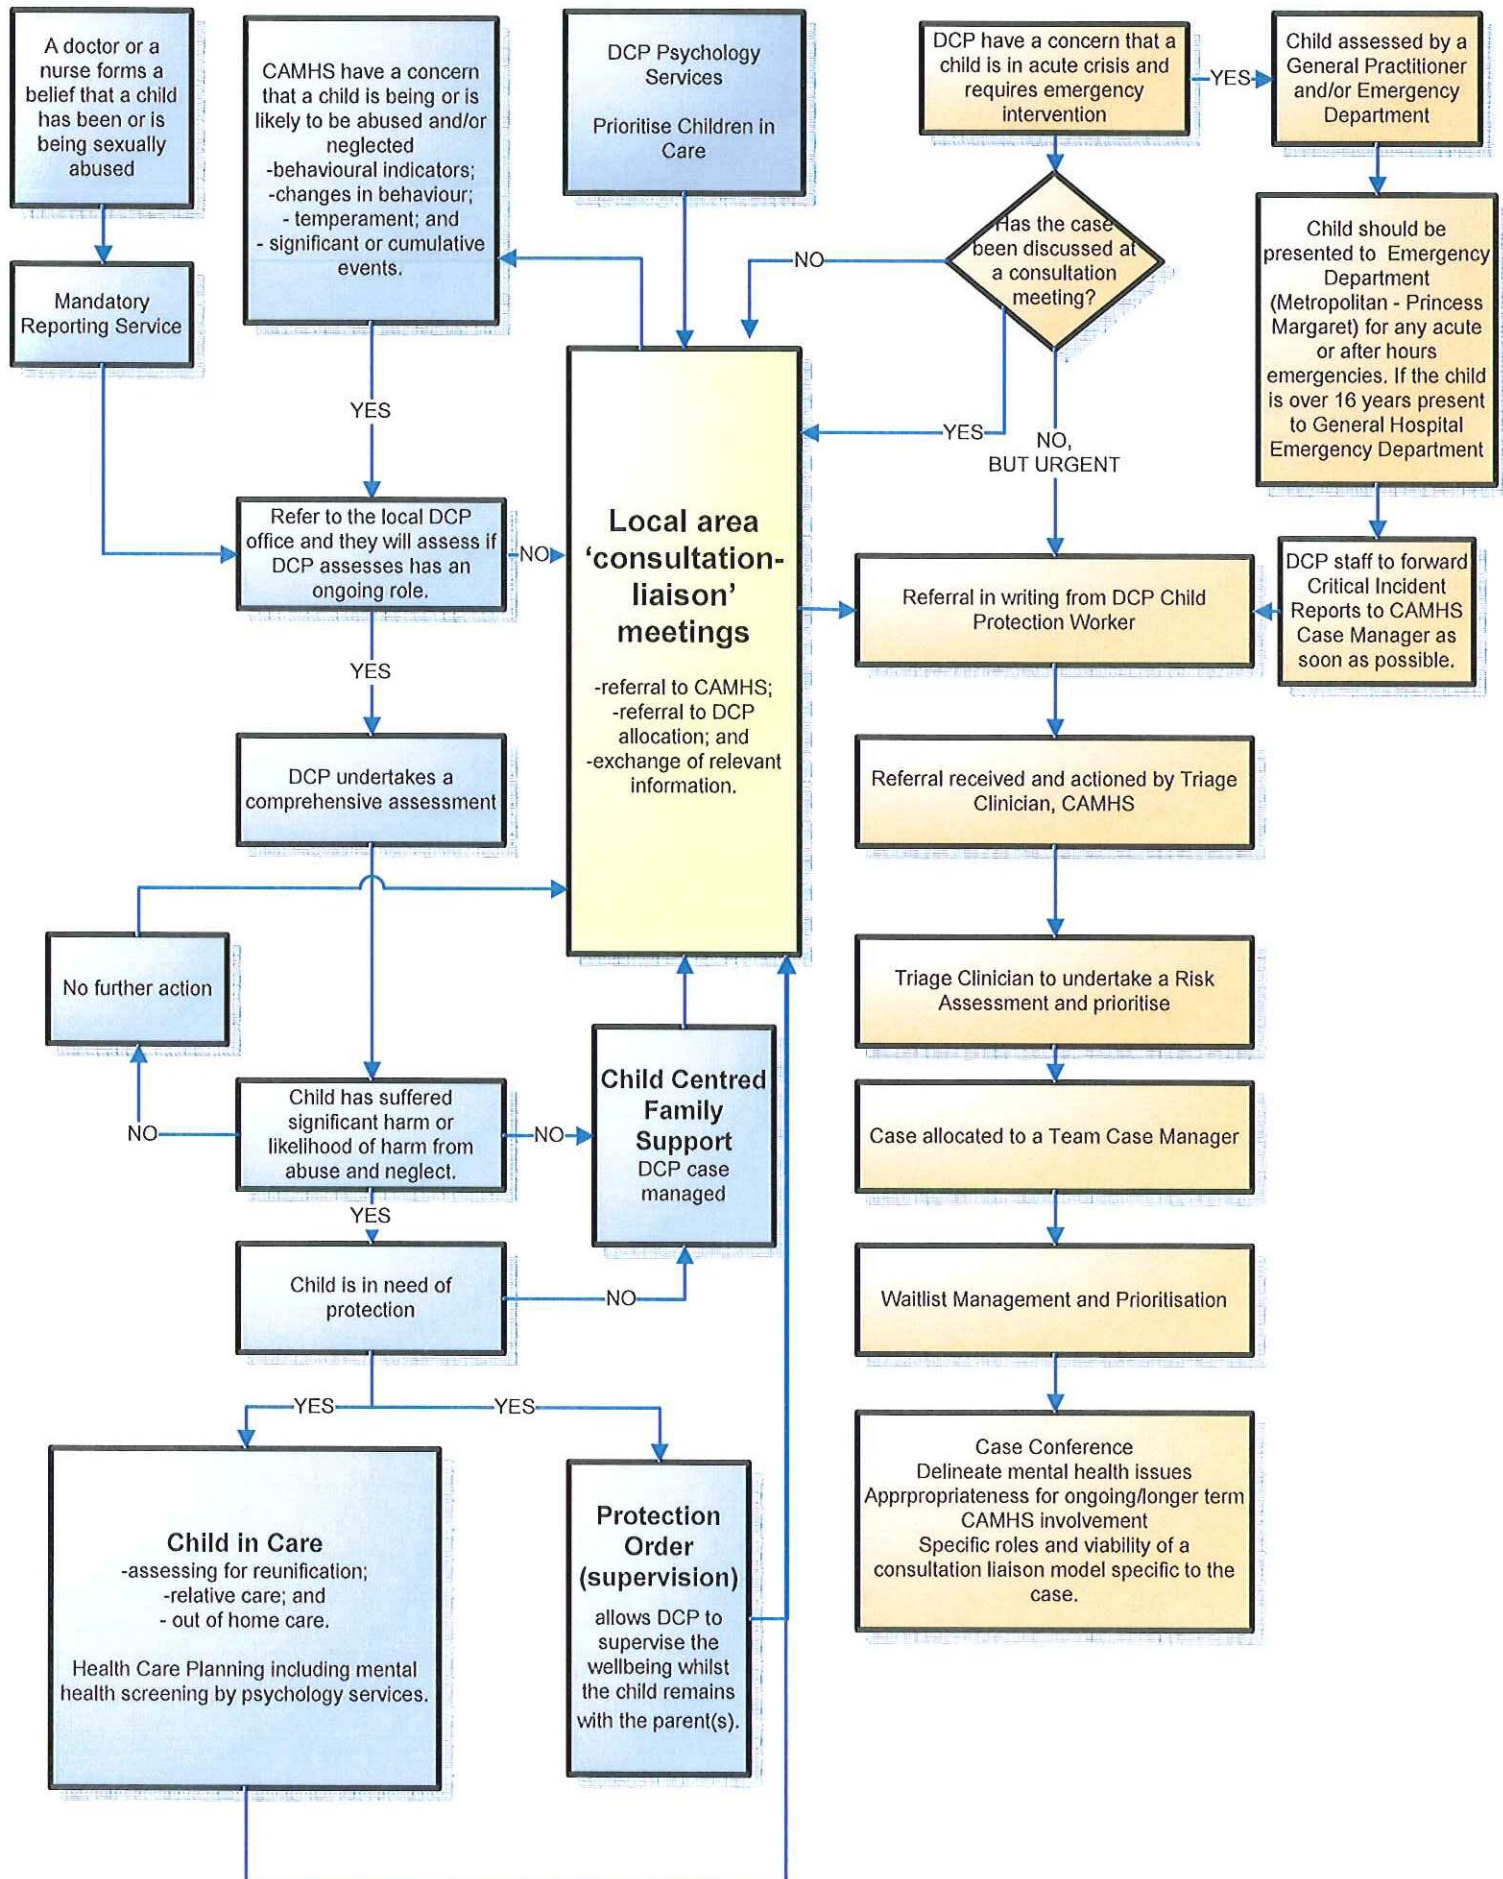 A doctor or a
nurse forms a
belief that a child
has been or is
being sexually
abused
CAMHS have a concern
that a child is being or is
likely to be abused and/or
neglected
-behavioural indicators;
-changes in behaviour;
- temperament; and
- significant or cumulative
events.
DCP Psychology
Services
Prioritise Children in
Care
DCP have a concern that a
child is in acute crisis and
requires emergency
intervention
YES
Child assessed by a
General Practitioner
and/or Emergency
Department
Mandatory
Reporting Service
Has the case
been discussed at
a consultation
meeting?
NO
YES
NO,
BUT URGENT
Child should be
presented to Emergency
Department
(Metropolitan - Princess
Margaret) for any acute
or after hours
emergencies. If the child
is over 16 years present
to General Hospital
Emergency Department
YES
Refer to the local DCP
office and they will assess if
DCP assesses has an
ongoing role.
NO
Local area
‘consultation-
liaison’
meetings
-referral to CAMHS;
-referral to DCP
allocation; and
-exchange of relevant
information.
Referral in writing from DCP Child
Protection Worker
DCP staff to forward
Critical Incident
Reports to CAMHS
Case Manager as
soon as possible.
YES
DCP undertakes a
comprehensive assessment
Referral received and actioned by Triage
Clinician, CAMHS
No further action
Triage Clinician to undertake a Risk
Assessment and prioritise
NO
Child has suffered
significant harm or
likelihood of harm from
abuse and neglect.
NO
Child Centred
Family
Support
DCP case
managed
Case allocated to a Team Case Manager
YES
Child is in need of
protection
NO
Waitlist Management and Prioritisation
YES
YES
Child in Care
-assessing for reunification;
-relative care; and
- out of home care.
Health Care Planning including mental
health screening by psychology services.
Protection
Order
(supervision)
allows DCP to
supervise the
wellbeing whilst
the child remains
with the parent(s).
Case Conference
Delineate mental health issues
Apprpropriateness for ongoing/longer term
CAMHS involvement
Specific roles and viability of a
consultation liaison model specific to the
case.